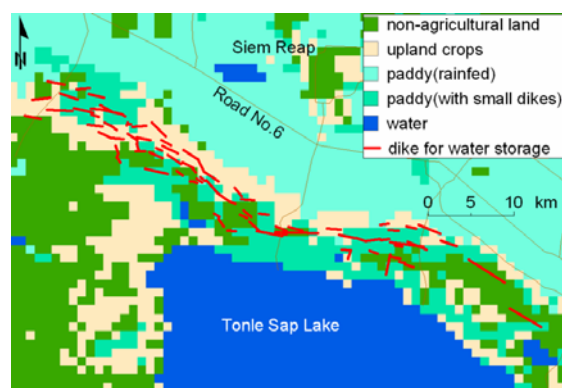 N
Siem Reap
Road No.6
non-agricultural land
upland crops
paddy(rainfed)
paddy(with small dikes)
water
dike for water storage
0 5 10 km
Tonle Sap Lake